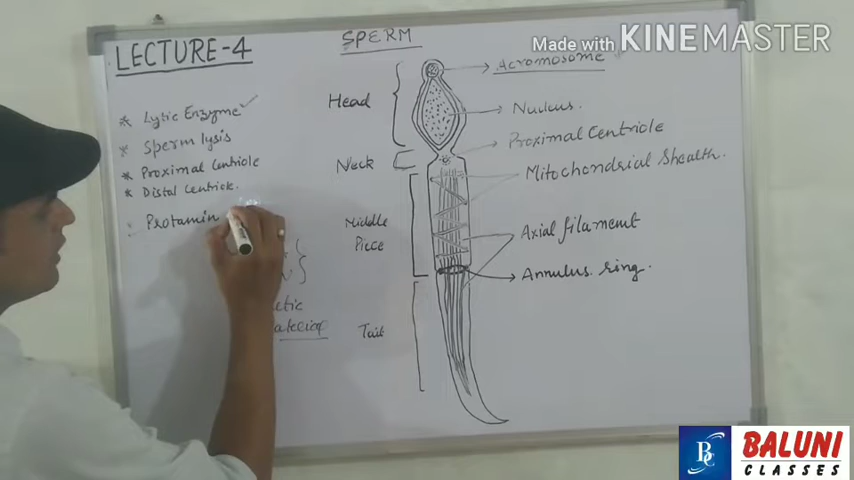 Made with KINEMASTER
LECTURE-4
SPERM
* Lytic Enzyme
* Sperm lysis
* Proximal Centriole
* Distal Centriole.
* Protamin
Head
Neck
Middle
Piece
Tail
Acromosome
Nucleus.
Proximal Centriole
Mitochondrial Sheath.
Axial filament
Annulus ring.
BALUNI
CLASSES